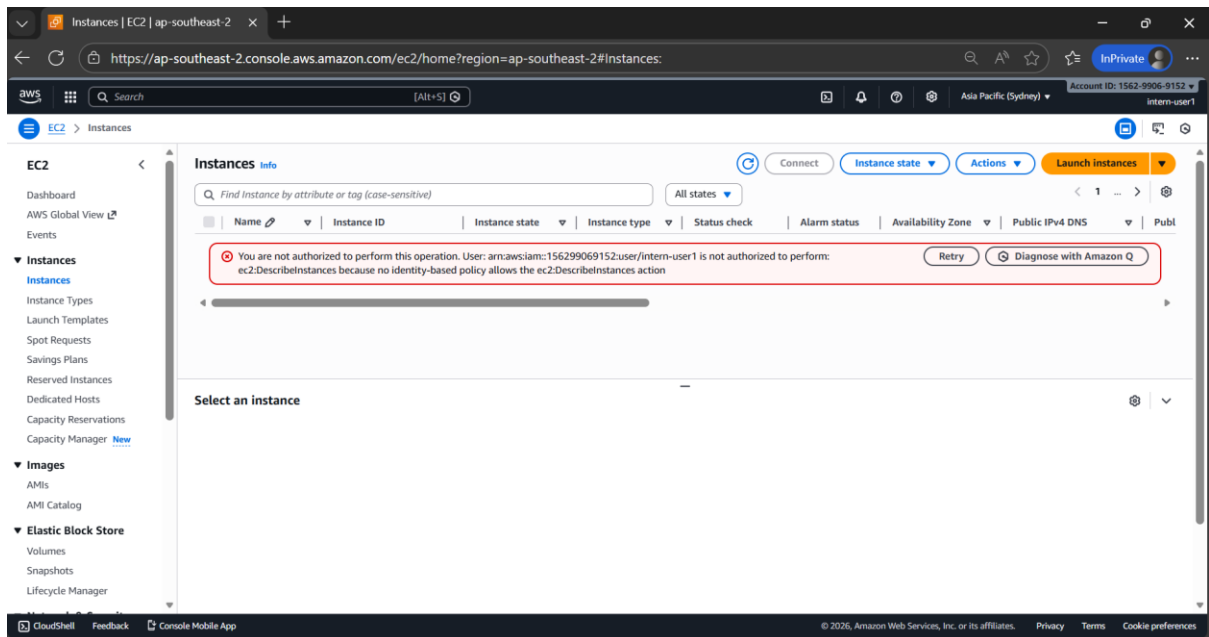 Instances | EC2 | ap-southeast-2
https://ap-southeast-2.console.aws.amazon.com/ec2/home?region=ap-southeast-2#Instances:
InPrivate
aws
Search [Alt+S]
Asia Pacific (Sydney)
Account ID: 1562-9906-9152
intern-user1
EC2 > Instances
EC2
Dashboard
AWS Global View
Events
Instances
Instances
Instance Types
Launch Templates
Spot Requests
Savings Plans
Reserved Instances
Dedicated Hosts
Capacity Reservations
Capacity Manager New
Images
AMIs
AMI Catalog
Elastic Block Store
Volumes
Snapshots
Lifecycle Manager
Instances Info
Connect Instance state Actions Launch instances
Find Instance by attribute or tag (case-sensitive) All states 1 ...
Name Instance ID Instance state Instance type Status check Alarm status Availability Zone Public IPv4 DNS Publ
You are not authorized to perform this operation. User: arn:aws:iam::156299069152:user/intern-user1 is not authorized to perform:
ec2:DescribeInstances because no identity-based policy allows the ec2:DescribeInstances action
Retry Diagnose with Amazon Q
Select an instance
CloudShell Feedback Console Mobile App © 2026, Amazon Web Services, Inc. or its affiliates. Privacy Terms Cookie preferences